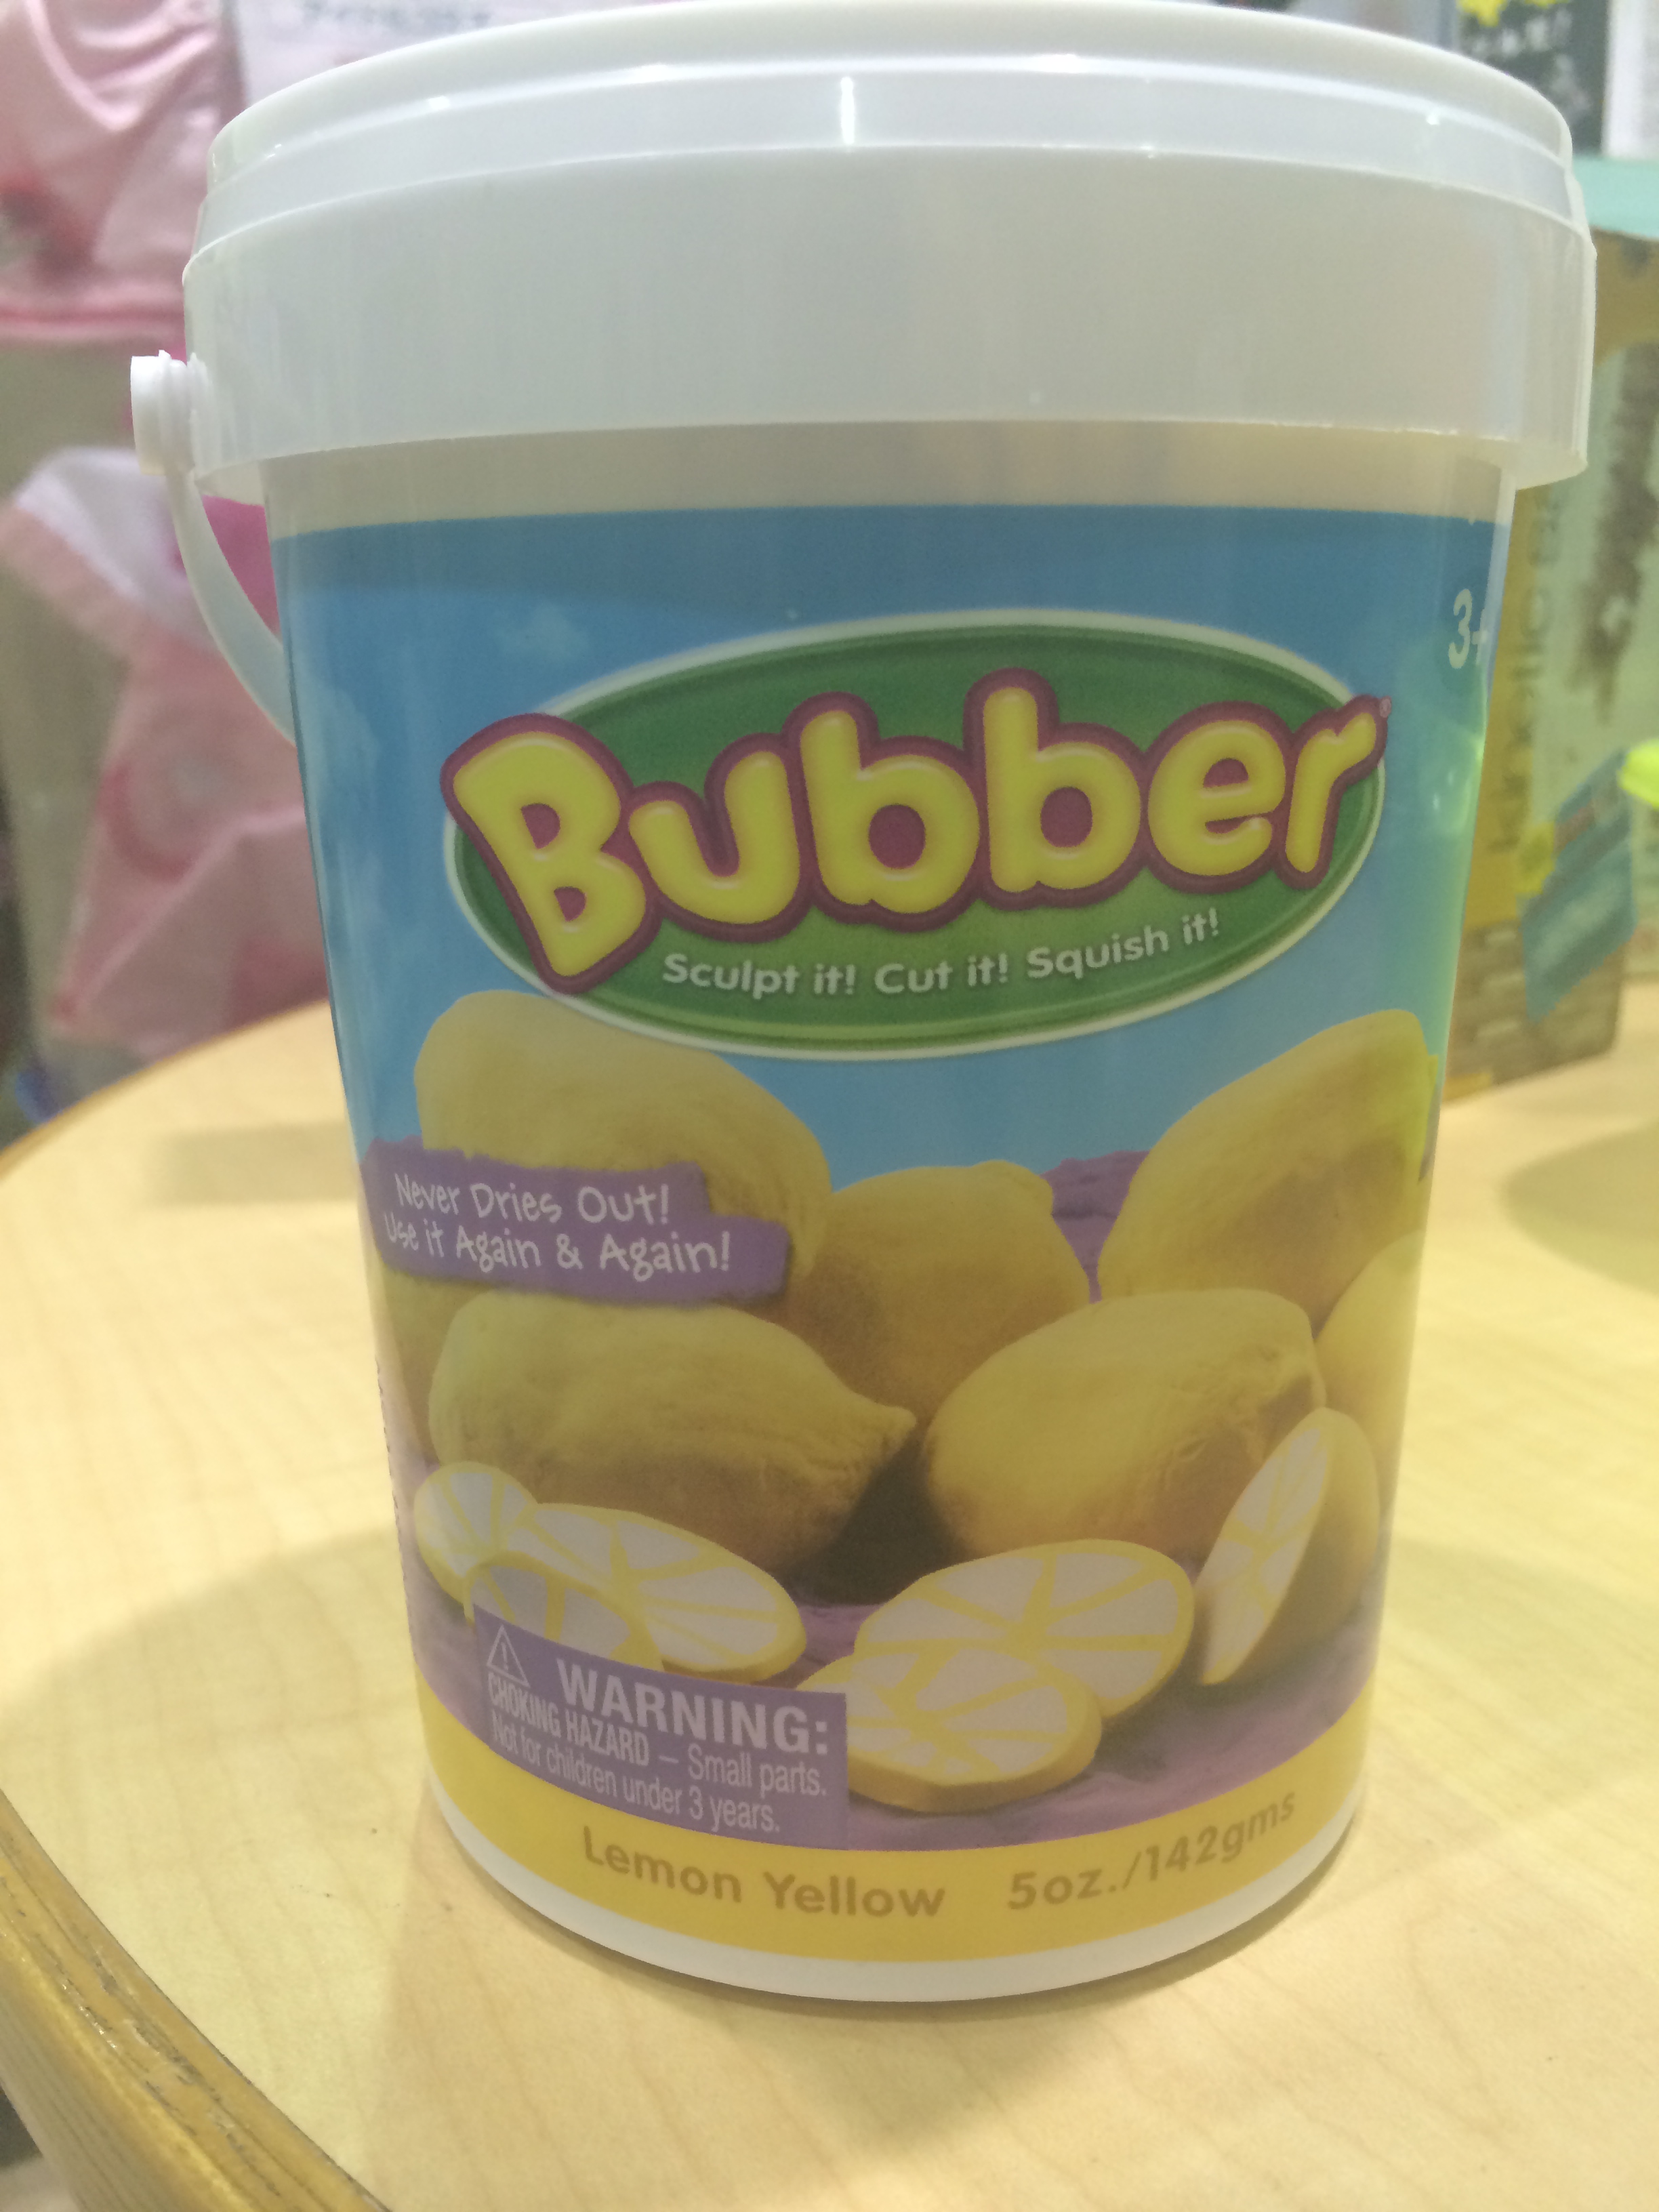 3+
Bubber®
Sculpt it! Cut it! Squish it!
Never Dries Out!
Use it Again & Again!
WARNING:
CHOKING HAZARD – Small parts.
Not for children under 3 years.
Lemon Yellow 5oz./142gms